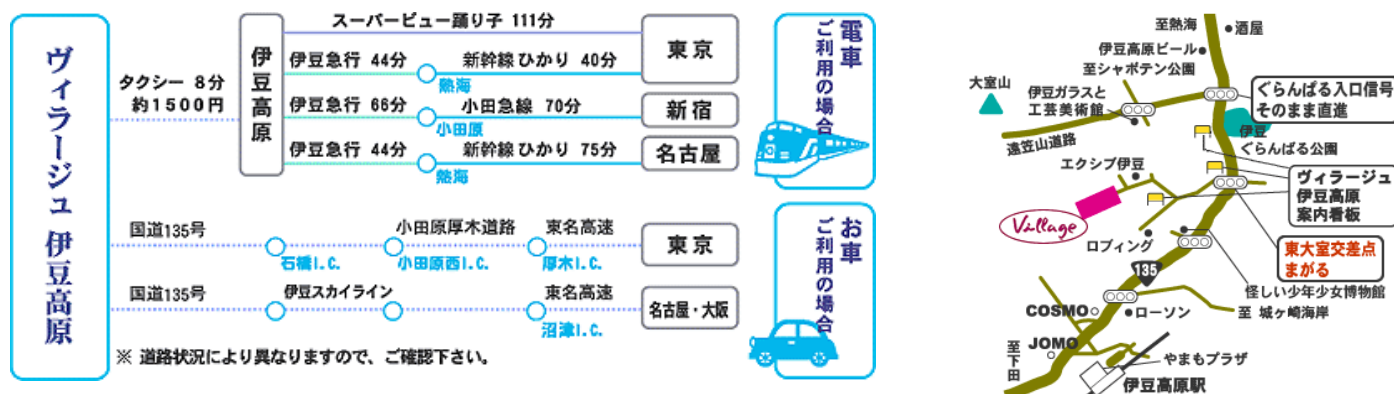 ヴィラージュ 伊豆高原
タクシー 8分
約1500円
伊豆高原
スーパービュー踊り子 111分
東京
伊豆急行 44分
新幹線ひかり 40分
熱海
伊豆急行 66分
小田急線 70分
新宿
小田原
伊豆急行 44分
新幹線ひかり 75分
名古屋
熱海
電車
ご利用の場合
国道135号
小田原厚木道路
東名高速
東京
石橋I.C.
小田原西I.C.
厚木I.C.
国道135号
伊豆スカイライン
東名高速
名古屋・大阪
沼津I.C.
お車
ご利用の場合
※ 道路状況により異なりますので、ご確認下さい。
至熱海
酒屋
伊豆高原ビール
至シャボテン公園
大室山
伊豆ガラスと
工芸美術館
ぐらんぱる入口信号
そのまま直進
遠笠山道路
伊豆
ぐらんぱる公園
エクシブ伊豆
ヴィラージュ
伊豆高原
案内看板
Village
ロブィング
東大室交差点
まがる
135
怪しい少年少女博物館
COSMO
ローソン
至 城ヶ崎海岸
JOMO
至下田
やまもプラザ
伊豆高原駅